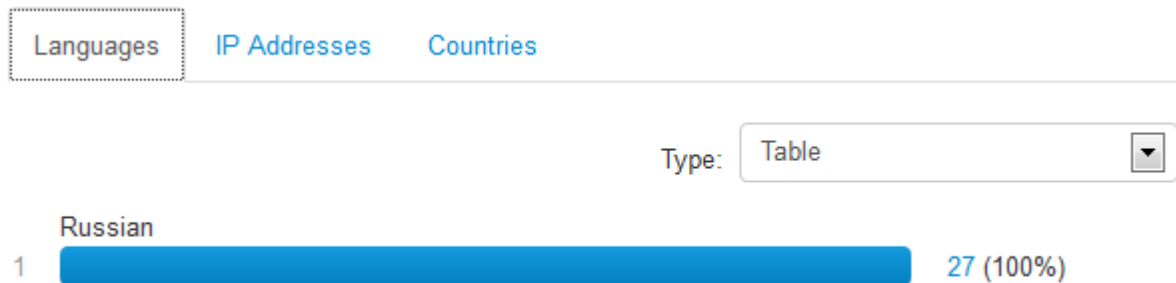 Languages IP Addresses Countries
Type: Table
Russian
1 27 (100%)